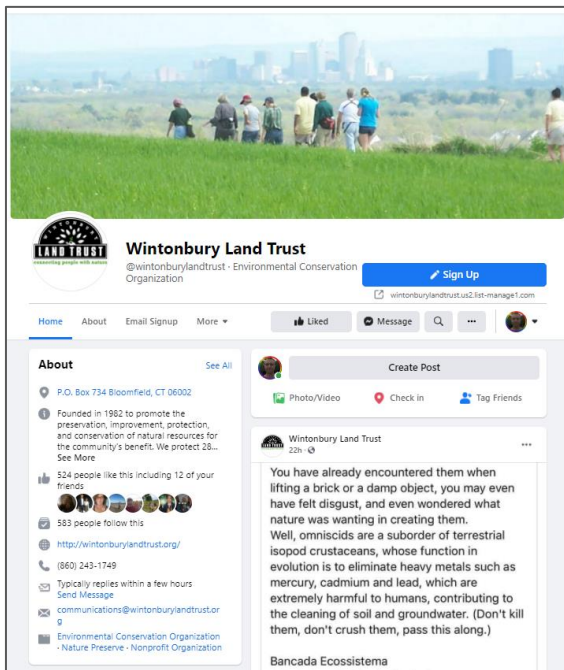 WINTONBURY
LAND TRUST
connecting people with nature
Wintonbury Land Trust
@wintonburylandtrust · Environmental Conservation
Organization
Sign Up
wintonburylandtrust.us2.list-manage1.com
Home About Email Signup More
Liked Message
About See All
P.O. Box 734 Bloomfield, CT 06002
Founded in 1982 to promote the
preservation, improvement, protection,
and conservation of natural resources for
the community's benefit. We protect 28...
See More
524 people like this including 12 of your
friends
583 people follow this
http://wintonburylandtrust.org/
(860) 243-1749
Typically replies within a few hours
Send Message
communications@wintonburylandtrust.or
g
Environmental Conservation Organization
· Nature Preserve · Nonprofit Organization
Create Post
Photo/Video Check in Tag Friends
Wintonbury Land Trust
22h ·
You have already encountered them when
lifting a brick or a damp object, you may even
have felt disgust, and even wondered what
nature was wanting in creating them.
Well, omniscids are a suborder of terrestrial
isopod crustaceans, whose function in
evolution is to eliminate heavy metals such as
mercury, cadmium and lead, which are
extremely harmful to humans, contributing to
the cleaning of soil and groundwater. (Don't kill
them, don't crush them, pass this along.)
Bancada Ecossistema